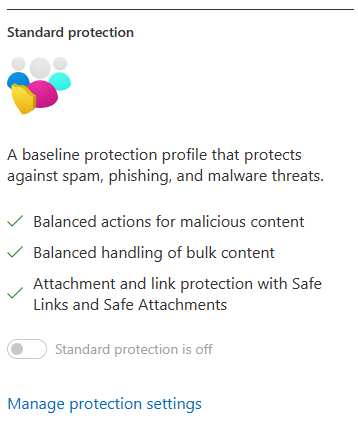 Standard protection
A baseline protection profile that protects
against spam, phishing, and malware threats.
Balanced actions for malicious content
Balanced handling of bulk content
Attachment and link protection with Safe
Links and Safe Attachments
Standard protection is off
Manage protection settings